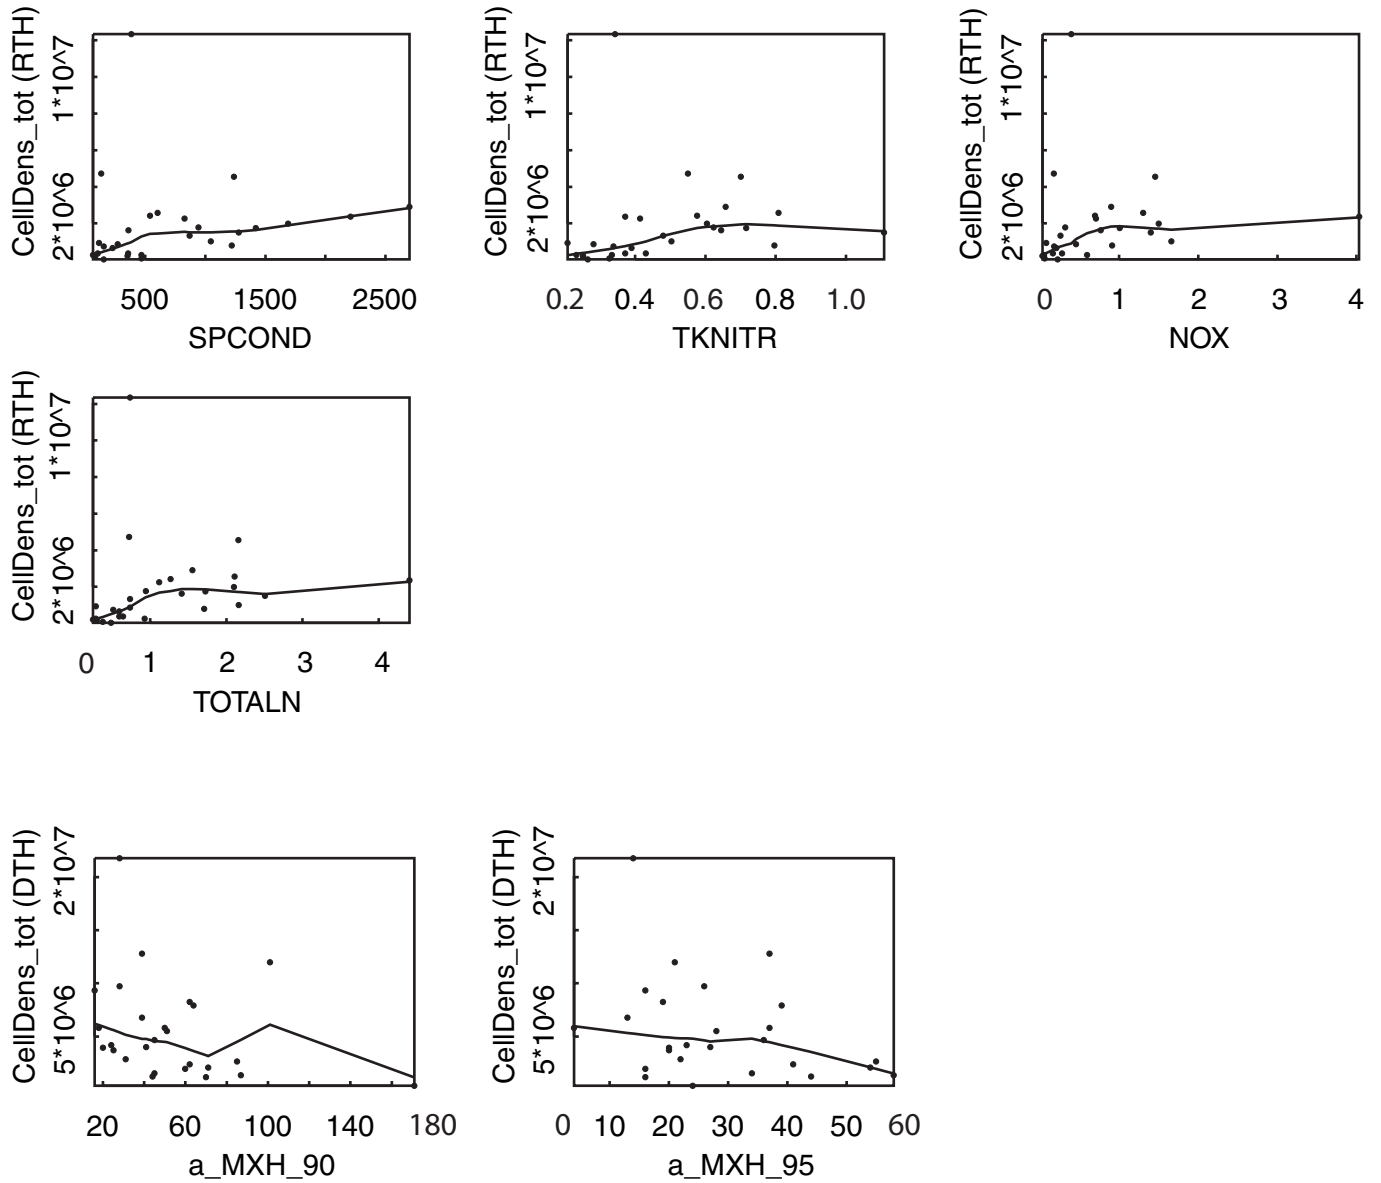 CellDens_tot (RTH)
1*10^7
2*10^6
500 1500 2500
SPCOND
CellDens_tot (RTH)
1*10^7
2*10^6
0.2 0.4 0.6 0.8 1.0
TKNITR
CellDens_tot (RTH)
1*10^7
2*10^6
0 1 2 3 4
NOX
CellDens_tot (RTH)
1*10^7
2*10^6
0 1 2 3 4
TOTALN
CellDens_tot (DTH)
2*10^7
5*10^6
20 60 100 140 180
a_MXH_90
CellDens_tot (DTH)
2*10^7
5*10^6
0 10 20 30 40 50 60
a_MXH_95